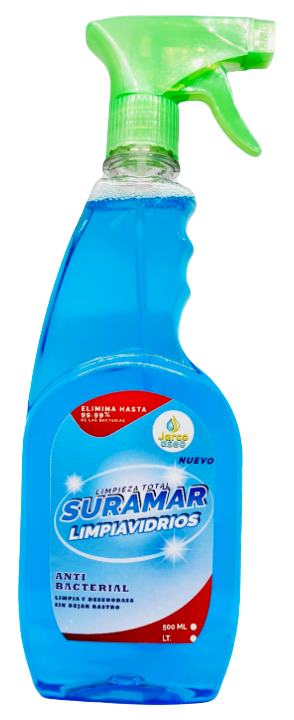 ELIMINA HASTA
99.99%
DE LAS BACTERIAS
Jarco
aseo
NUEVO
LIMPIEZA TOTAL
SURAMAR
LIMPIAVIDRIOS
ANTI
BACTERIAL
LIMPIA Y DESENGRASA
SIN DEJAR RASTRO
500 ML
LT.